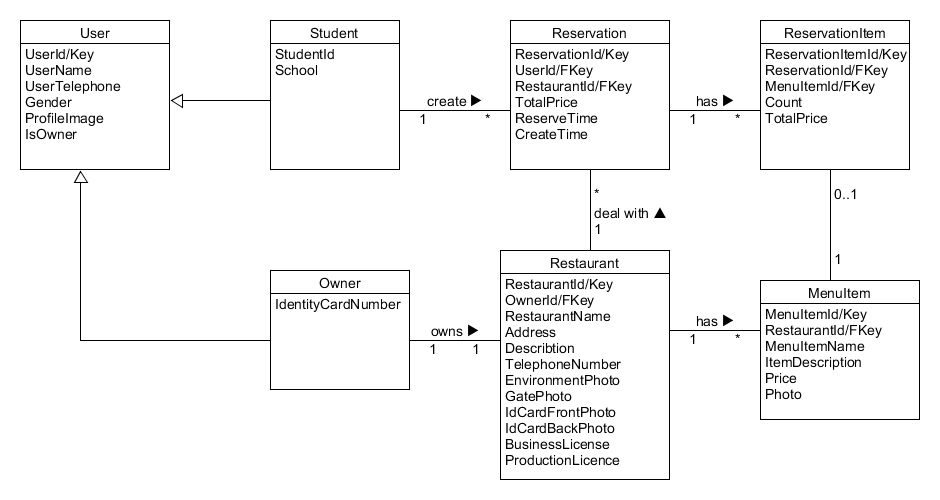 User
UserId/Key
UserName
UserTelephone
Gender
ProfileImage
IsOwner
Student
StudentId
School
create ▶
1
*
Reservation
ReservationId/Key
UserId/FKey
RestaurantId/FKey
TotalPrice
ReserveTime
CreateTime
has ▶
1
*
ReservationItem
ReservationItemId/Key
ReservationId/FKey
MenuItemId/FKey
Count
TotalPrice
*
deal with ▲
1
0..1
1
Owner
IdentityCardNumber
owns ▶
1
1
Restaurant
RestaurantId/Key
OwnerId/FKey
RestaurantName
Address
Describtion
TelephoneNumber
EnvironmentPhoto
GatePhoto
IdCardFrontPhoto
IdCardBackPhoto
BusinessLicense
ProductionLicence
has ▶
1
*
MenuItem
MenuItemId/Key
RestaurantId/FKey
MenuItemName
ItemDescription
Price
Photo